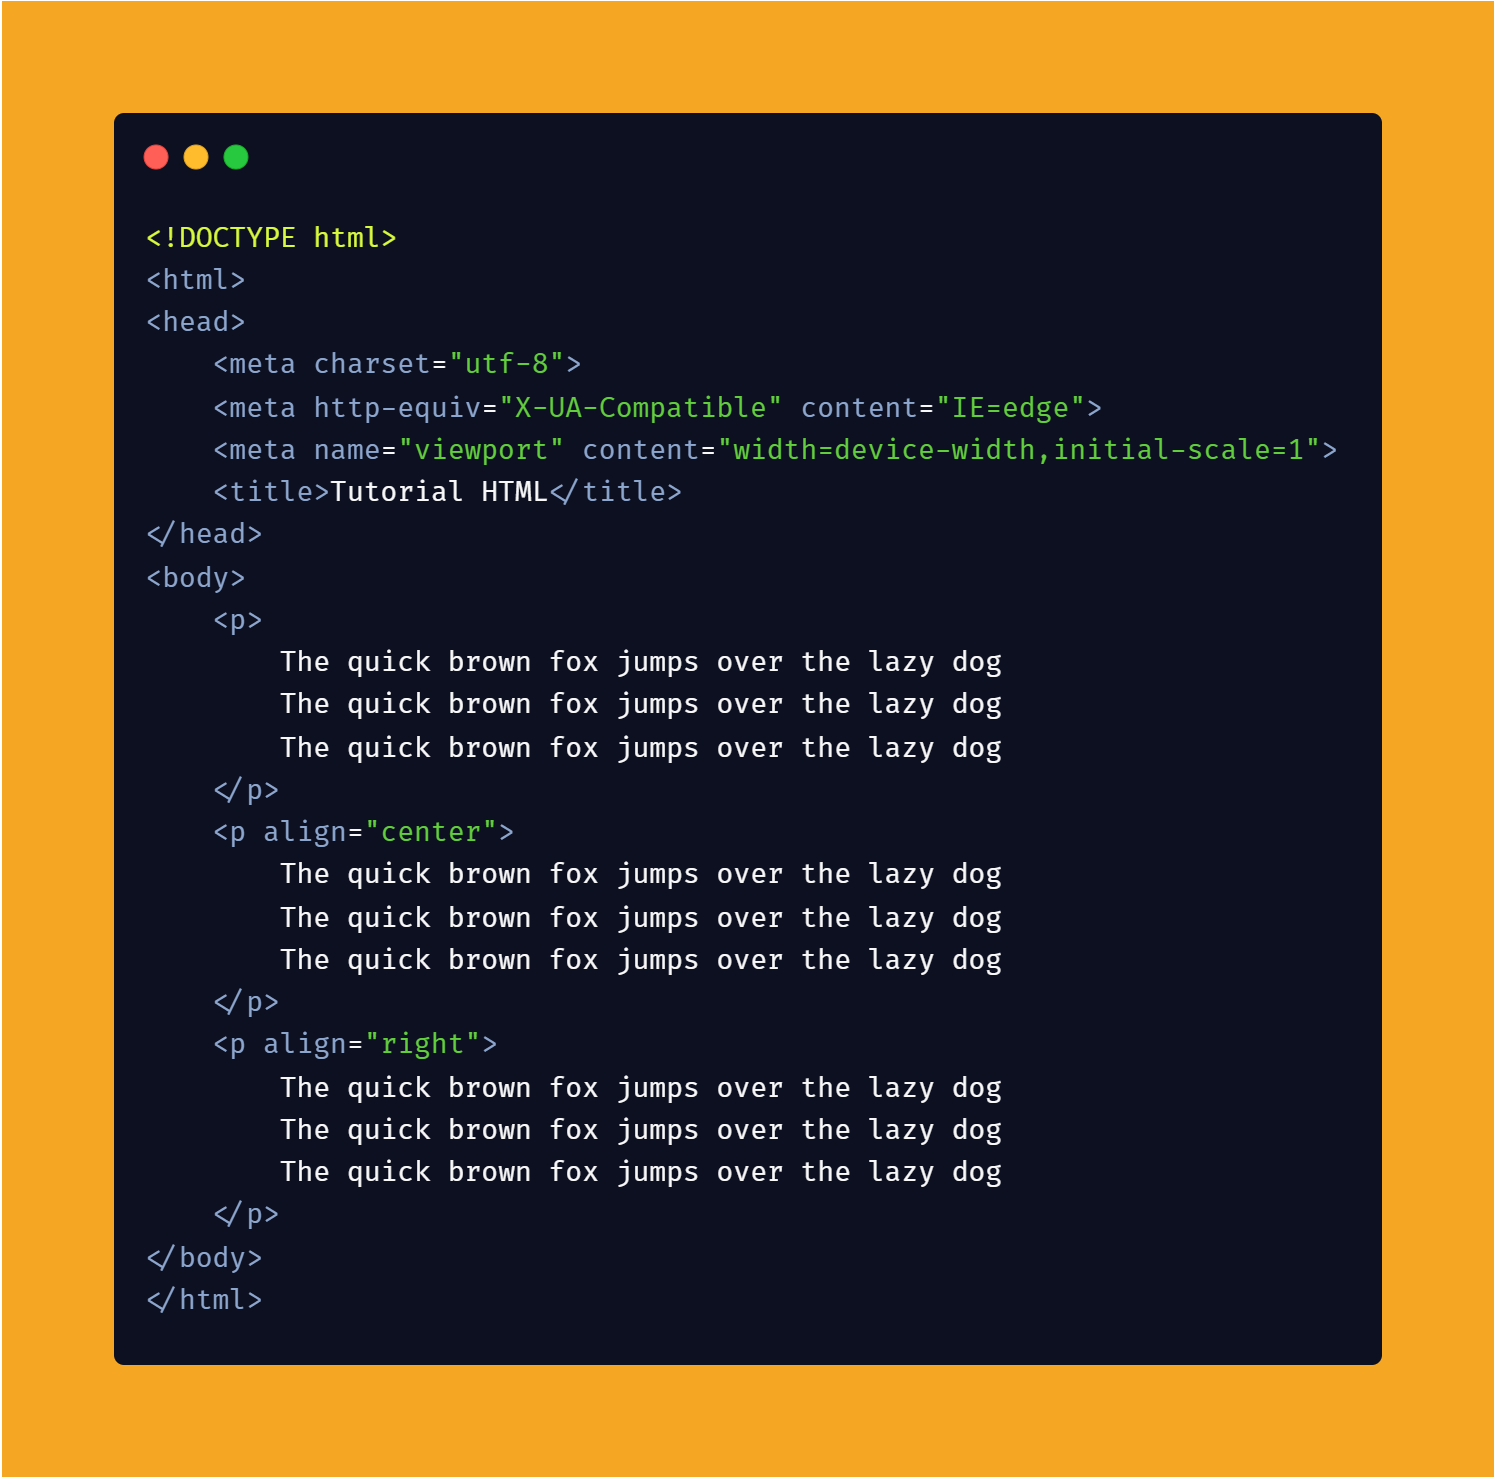 <!DOCTYPE html>
<html>
<head>
    <meta charset="utf-8">
    <meta http-equiv="X-UA-Compatible" content="IE=edge">
    <meta name="viewport" content="width=device-width,initial-scale=1">
    <title>Tutorial HTML</title>
</head>
<body>
    <p>
        The quick brown fox jumps over the lazy dog
        The quick brown fox jumps over the lazy dog
        The quick brown fox jumps over the lazy dog
    </p>
    <p align="center">
        The quick brown fox jumps over the lazy dog
        The quick brown fox jumps over the lazy dog
        The quick brown fox jumps over the lazy dog
    </p>
    <p align="right">
        The quick brown fox jumps over the lazy dog
        The quick brown fox jumps over the lazy dog
        The quick brown fox jumps over the lazy dog
    </p>
</body>
</html>